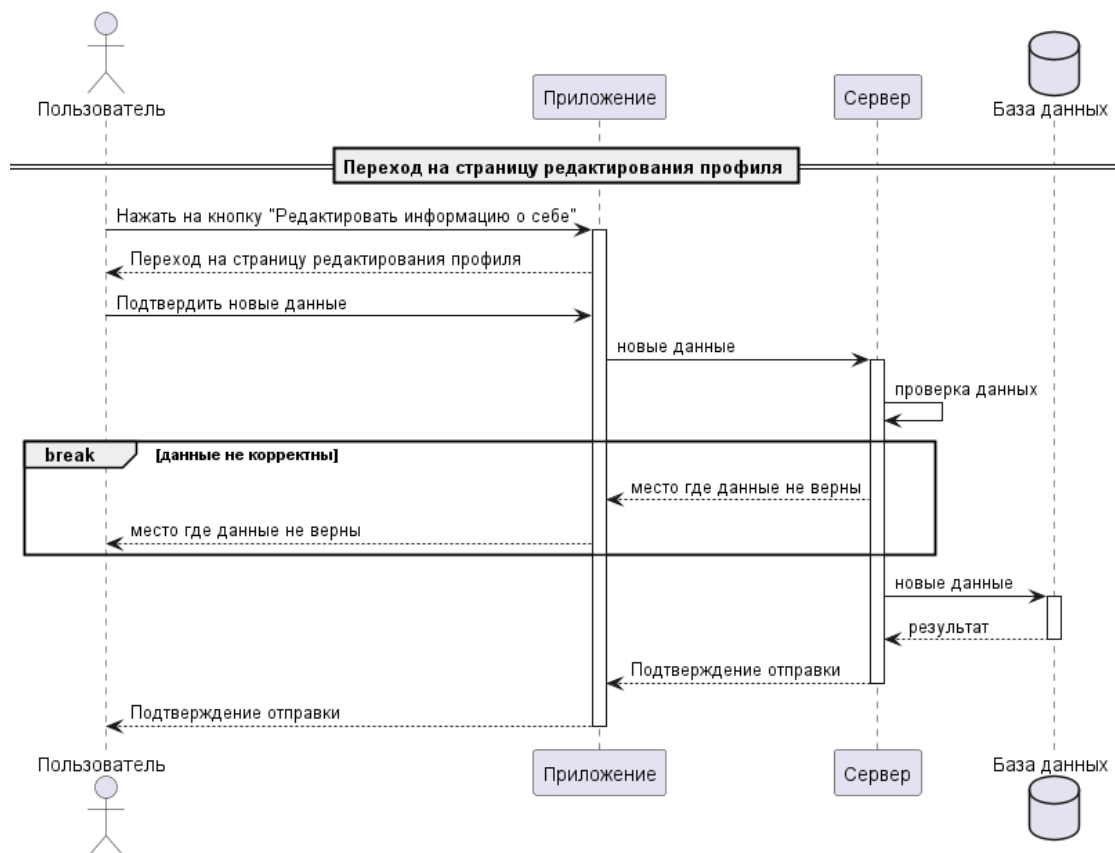 Пользователь
Приложение
Сервер
База данных
Переход на страницу редактирования профиля
Нажать на кнопку "Редактировать информацию о себе"
Переход на страницу редактирования профиля
Подтвердить новые данные
новые данные
проверка данных
break [данные не корректны]
место где данные не верны
место где данные не верны
новые данные
результат
Подтверждение отправки
Подтверждение отправки
Пользователь
Приложение
Сервер
База данных